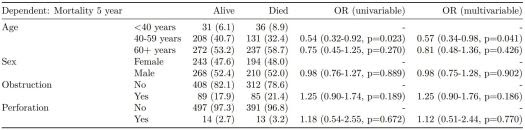 Dependent: Mortality 5 year Alive Died OR (univariable) OR (multivariable)
Age <40 years 31 (6.1) 36 (8.9) - -
40-59 years 208 (40.7) 131 (32.4) 0.54 (0.32-0.92, p=0.023) 0.57 (0.34-0.98, p=0.041)
60+ years 272 (53.2) 237 (58.7) 0.75 (0.45-1.25, p=0.270) 0.81 (0.48-1.36, p=0.426)
Sex Female 243 (47.6) 194 (48.0) - -
Male 268 (52.4) 210 (52.0) 0.98 (0.76-1.27, p=0.889) 0.98 (0.75-1.28, p=0.902)
Obstruction No 408 (82.1) 312 (78.6) - -
Yes 89 (17.9) 85 (21.4) 1.25 (0.90-1.74, p=0.189) 1.25 (0.90-1.76, p=0.186)
Perforation No 497 (97.3) 391 (96.8) - -
Yes 14 (2.7) 13 (3.2) 1.18 (0.54-2.55, p=0.672) 1.12 (0.51-2.44, p=0.770)